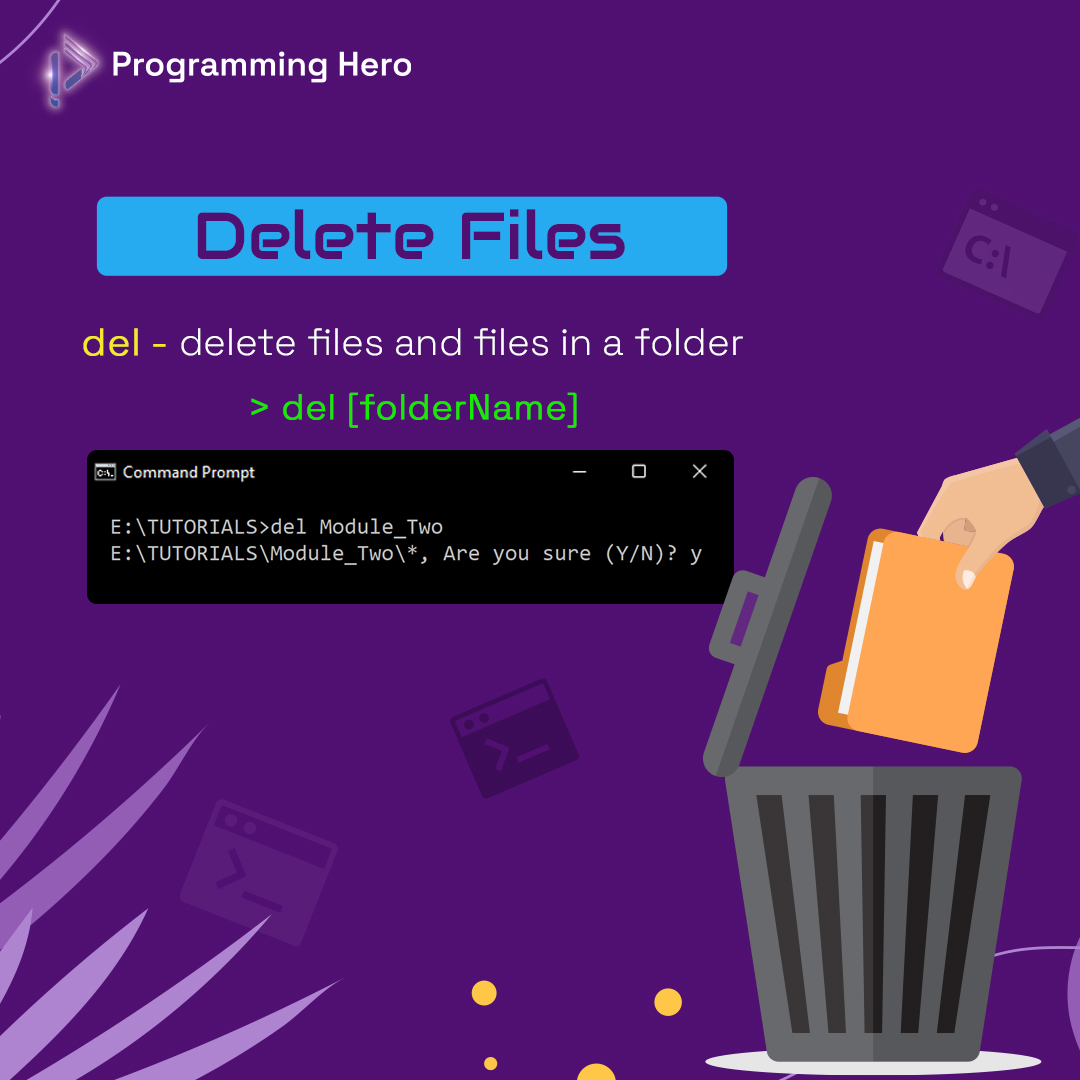 Programming Hero
Delete Files
del - delete files and files in a folder
> del [folderName]
C:\
C:\. Command Prompt
E:\TUTORIALS>del Module_Two
E:\TUTORIALS\Module_Two\*, Are you sure (Y/N)? y